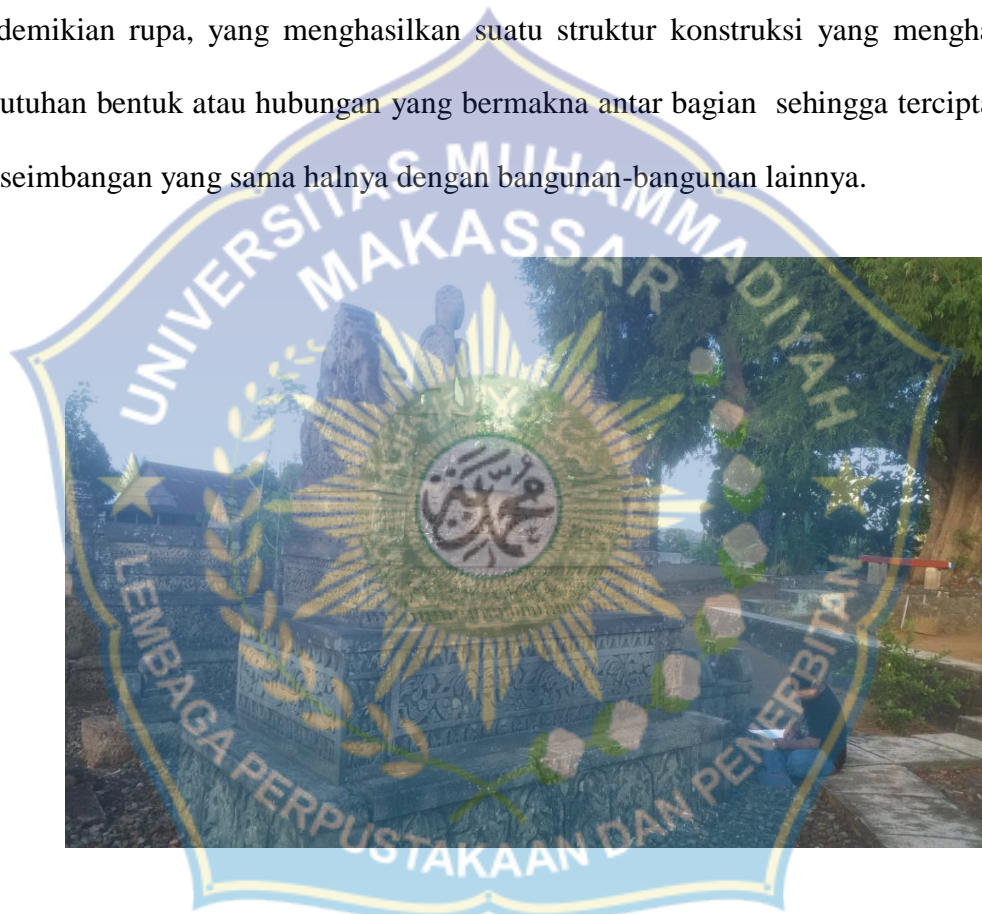 demikian rupa, yang menghasilkan suatu struktur konstruksi yang mengha
utuhan bentuk atau hubungan yang bermakna antar bagian sehingga tercipta
seimbangan yang sama halnya dengan bangunan-bangunan lainnya.
UNIVERSITAS MUHAMMADIYAH
MAKASSAR
LEMBAGA PERPUSTAKAAN DAN PENERBITAN